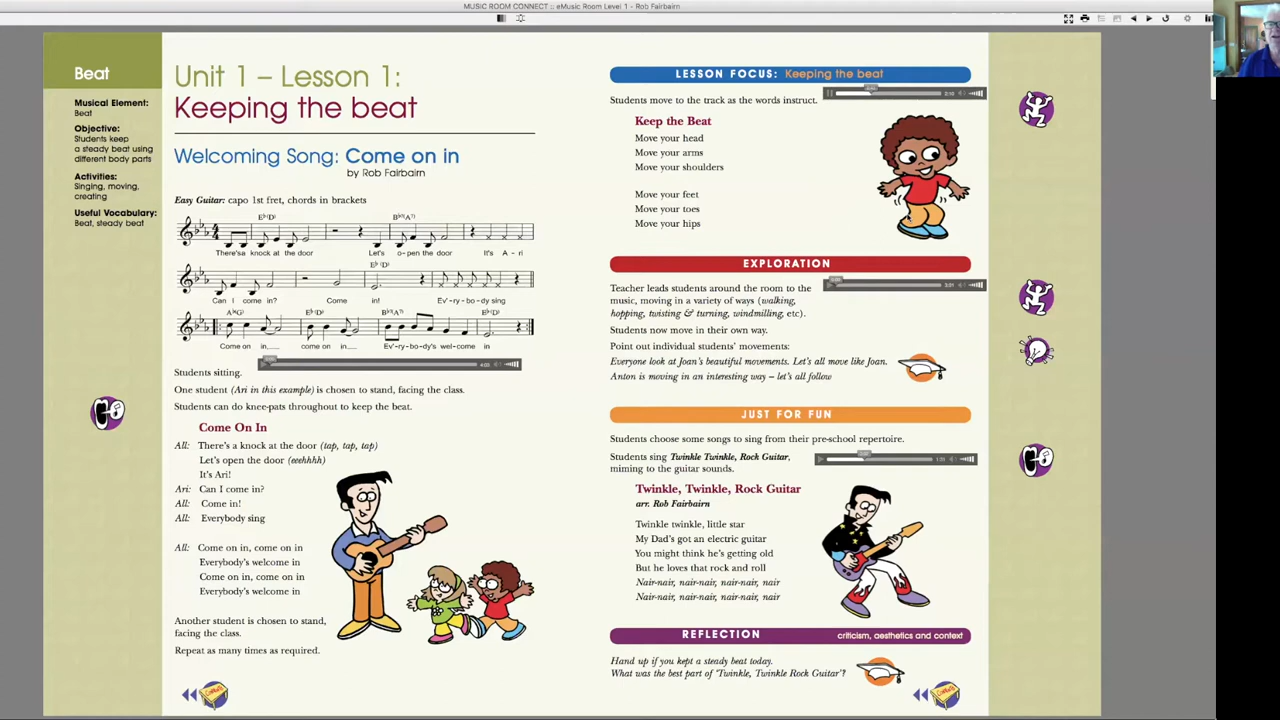 MUSIC ROOM CONNECT :: eMusic Room Level 1 - Rob Fairbairn
Beat
Musical Element:
Beat
Objective:
Students keep
a steady beat using
different body parts
Activities:
Singing, moving,
creating
Useful Vocabulary:
Beat, steady beat
Unit 1 – Lesson 1:
Keeping the beat
Welcoming Song: Come on in
by Rob Fairbairn
Easy Guitar: capo 1st fret, chords in brackets
There'sa knock at the door Let's o-pen the door It's A-ri
Can I come in? Come in! Ev'-ry-bo-dy sing
Come on in, come on in Ev'-ry-bo-dy's wel-come in
4:03
Students sitting.
One student (Ari in this example) is chosen to stand, facing the class.
Students can do knee-pats throughout to keep the beat.
Come On In
All: There's a knock at the door (tap, tap, tap)
Let's open the door (eeehhhh)
It's Ari!
Ari: Can I come in?
All: Come in!
All: Everybody sing
All: Come on in, come on in
Everybody's welcome in
Come on in, come on in
Everybody's welcome in
Another student is chosen to stand,
facing the class.
Repeat as many times as required.
LESSON FOCUS: Keeping the beat
Students move to the track as the words instruct.
2:10
Keep the Beat
Move your head
Move your arms
Move your shoulders
Move your feet
Move your toes
Move your hips
EXPLORATION
Teacher leads students around the room to the
music, moving in a variety of ways (walking,
hopping, twisting & turning, windmilling, etc).
3:01
Students now move in their own way.
Point out individual students' movements:
Everyone look at Joan's beautiful movements. Let's all move like Joan.
Anton is moving in an interesting way – let's all follow
JUST FOR FUN
Students choose some songs to sing from their pre-school repertoire.
Students sing Twinkle Twinkle, Rock Guitar,
miming to the guitar sounds.
Twinkle, Twinkle, Rock Guitar
arr. Rob Fairbairn
Twinkle twinkle, little star
My Dad's got an electric guitar
You might think he's getting old
But he loves that rock and roll
Nair-nair, nair-nair, nair-nair, nair
Nair-nair, nair-nair, nair-nair, nair
REFLECTION criticism, aesthetics and context
Hand up if you kept a steady beat today.
What was the best part of 'Twinkle, Twinkle Rock Guitar'?